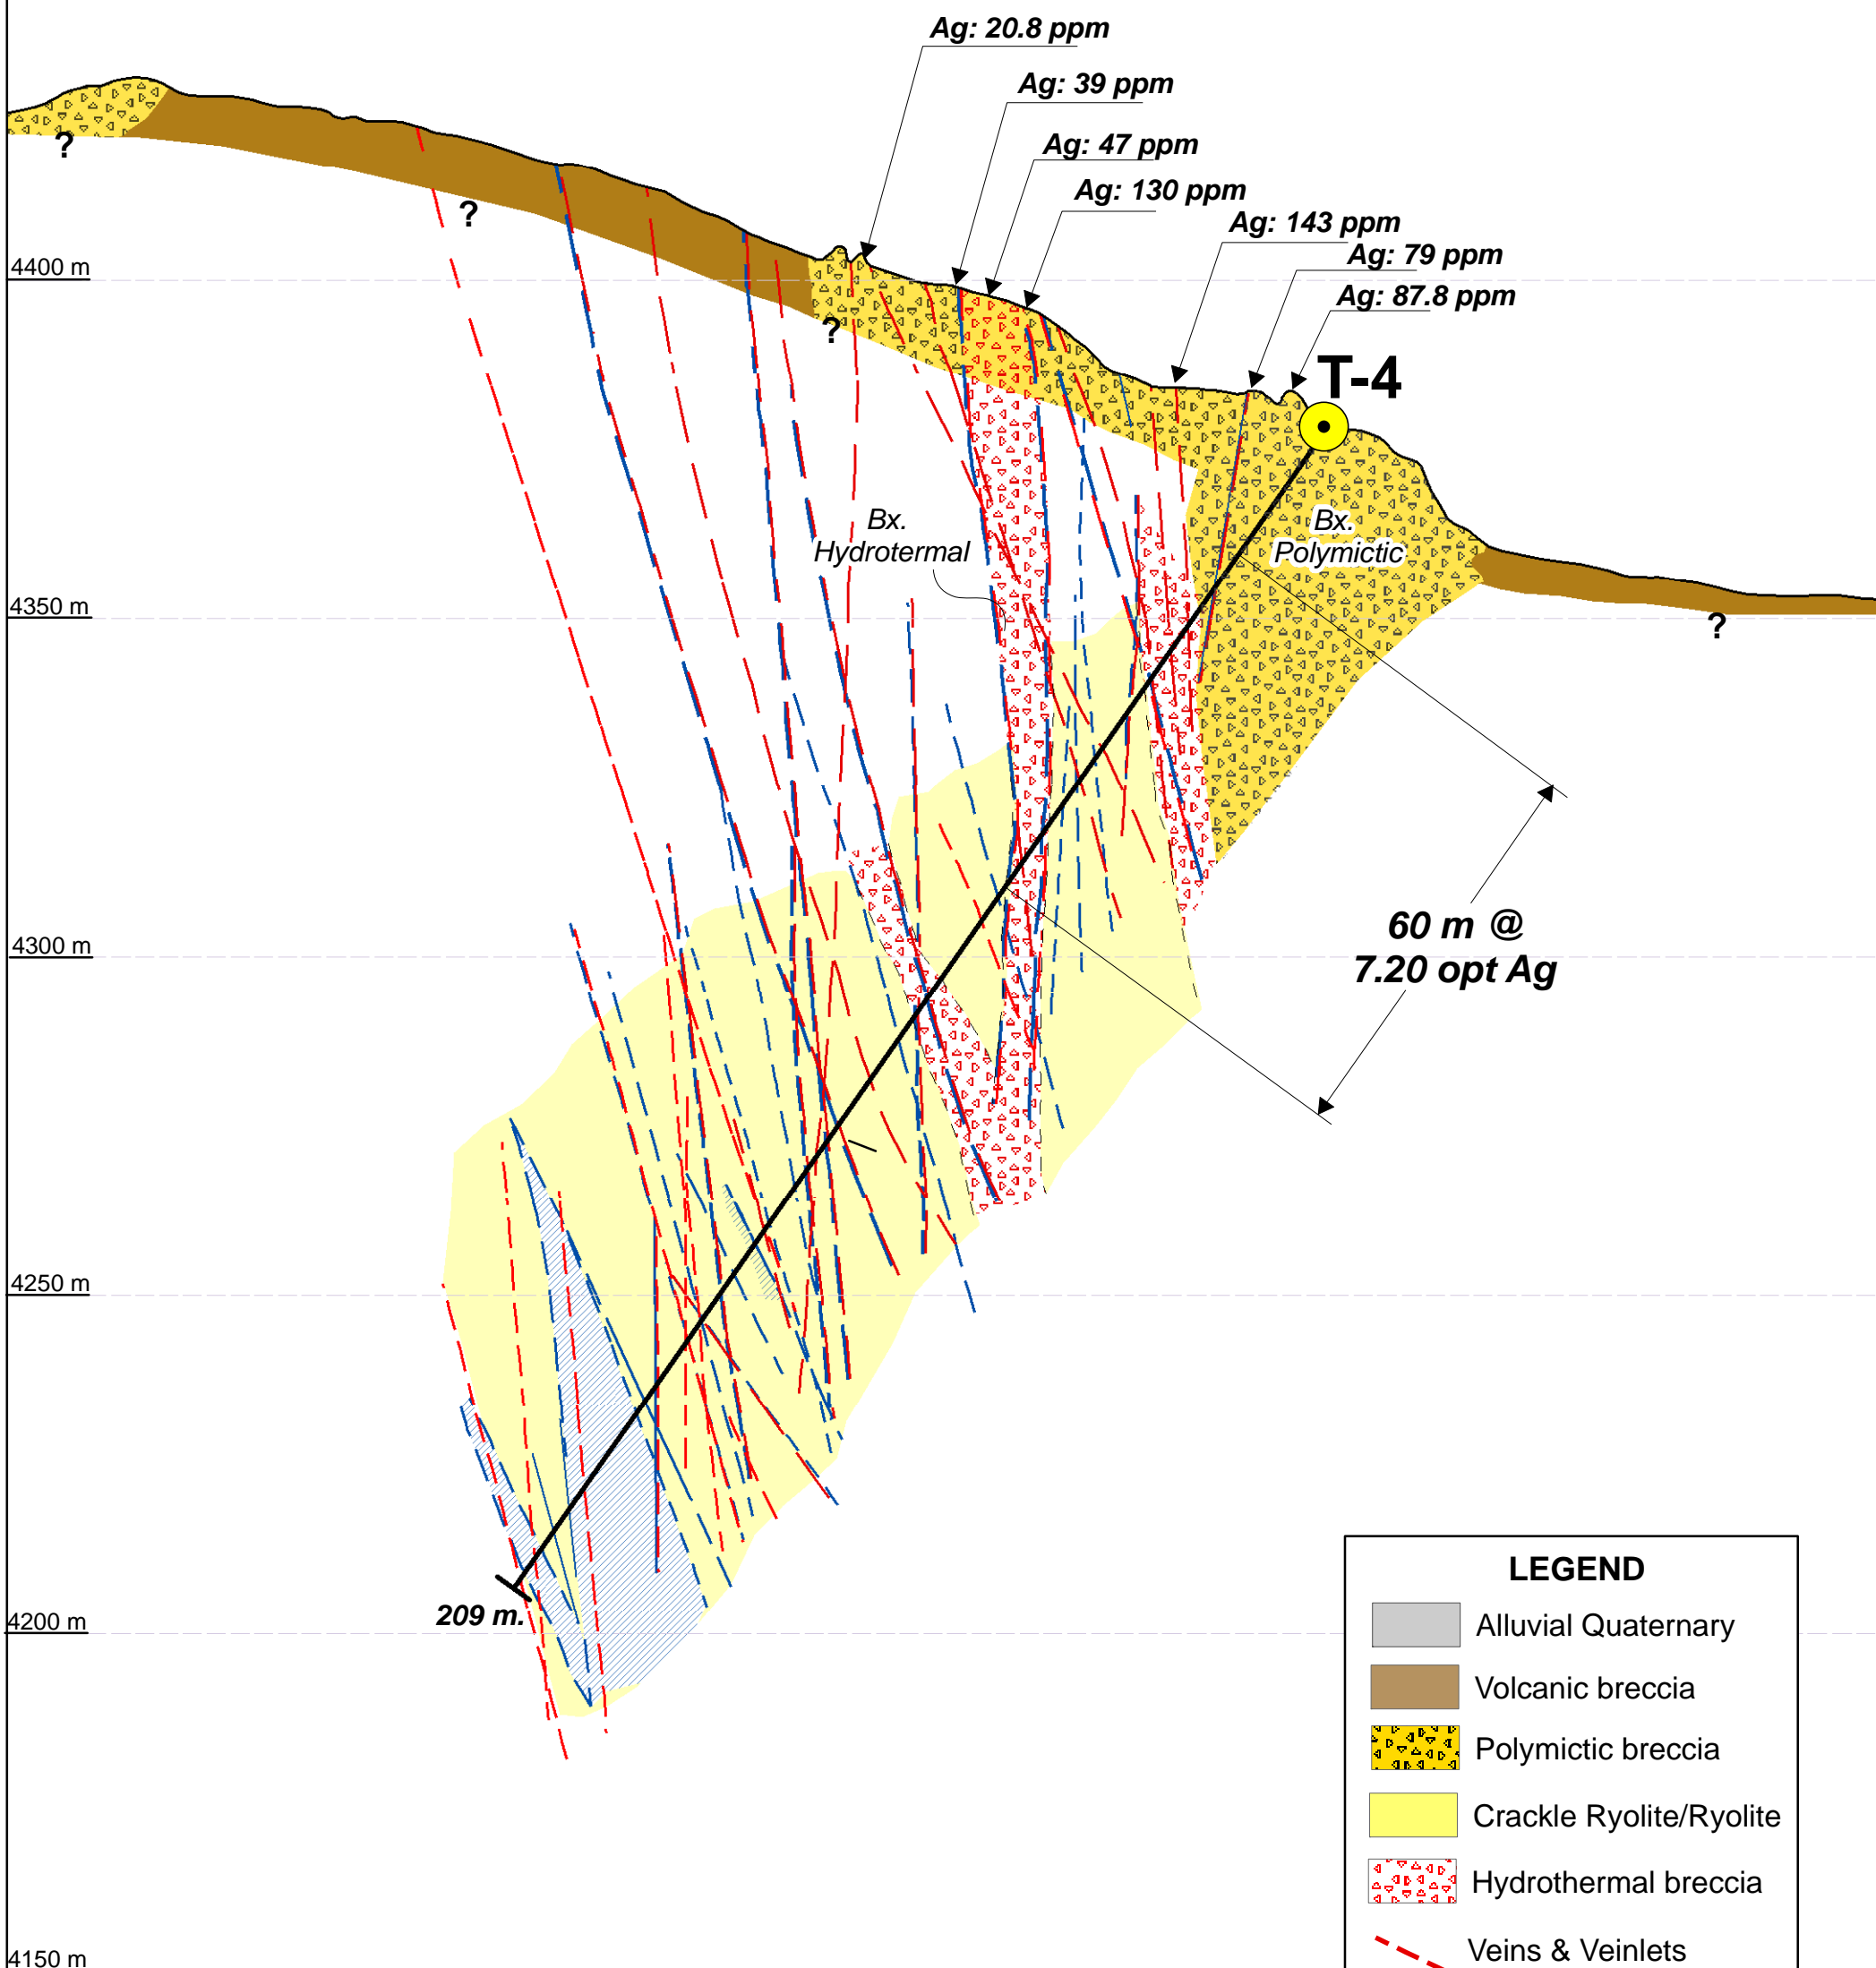 Ag: 20.8 ppm
Ag: 39 ppm
Ag: 47 ppm
Ag: 130 ppm
Ag: 143 ppm
Ag: 79 ppm
Ag: 87.8 ppm
T-4
?
?
?
?
4400 m
4350 m
4300 m
4250 m
4200 m
4150 m
Bx.
Hydrotermal
Bx.
Polymictic
60 m @
7.20 opt Ag
209 m.
LEGEND
Alluvial Quaternary
Volcanic breccia
Polymictic breccia
Crackle Ryolite/Ryolite
Hydrothermal breccia
Veins & Veinlets